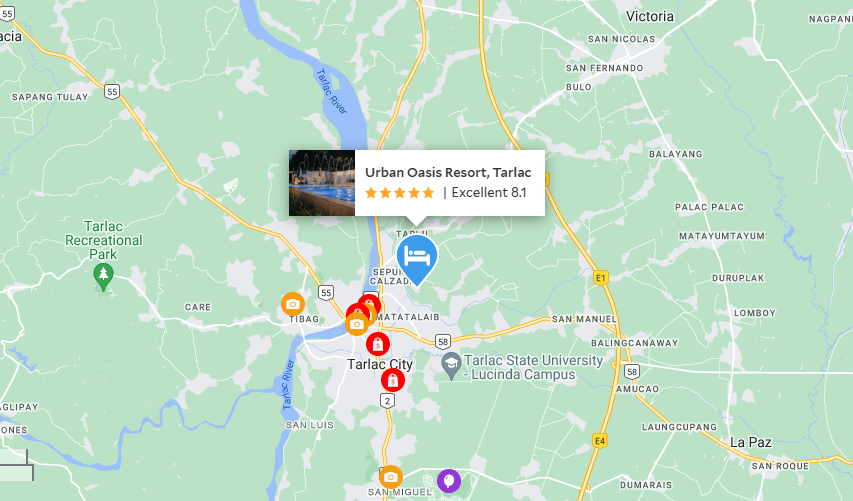 55
Victoria
NAGPAN
acia
SAN NICOLAS
SAN FERNANDO
BULO
SAPANG TULAY
55
Tarlac River
BALAYANG
Urban Oasis Resort, Tarlac
| Excellent 8.1
PALAC PALAC
Tarlac
Recreational
Park
MATAYUMTAYUM
CALZADA
E1
DURUPLAK
55
CARE
TIBAG
MATATALAIB
SAN MANUEL
LOMBOY
58
BALINGCANAWAY
Tarlac City
Tarlac State University
- Lucinda Campus
58
AMUCAO
Tarlac River
2
AGLIPAY
ONES
SAN LUIS
E4
LAUNGCUPANG
La Paz
SAN ROQUE
SAN MIGUEL
DUMARAIS